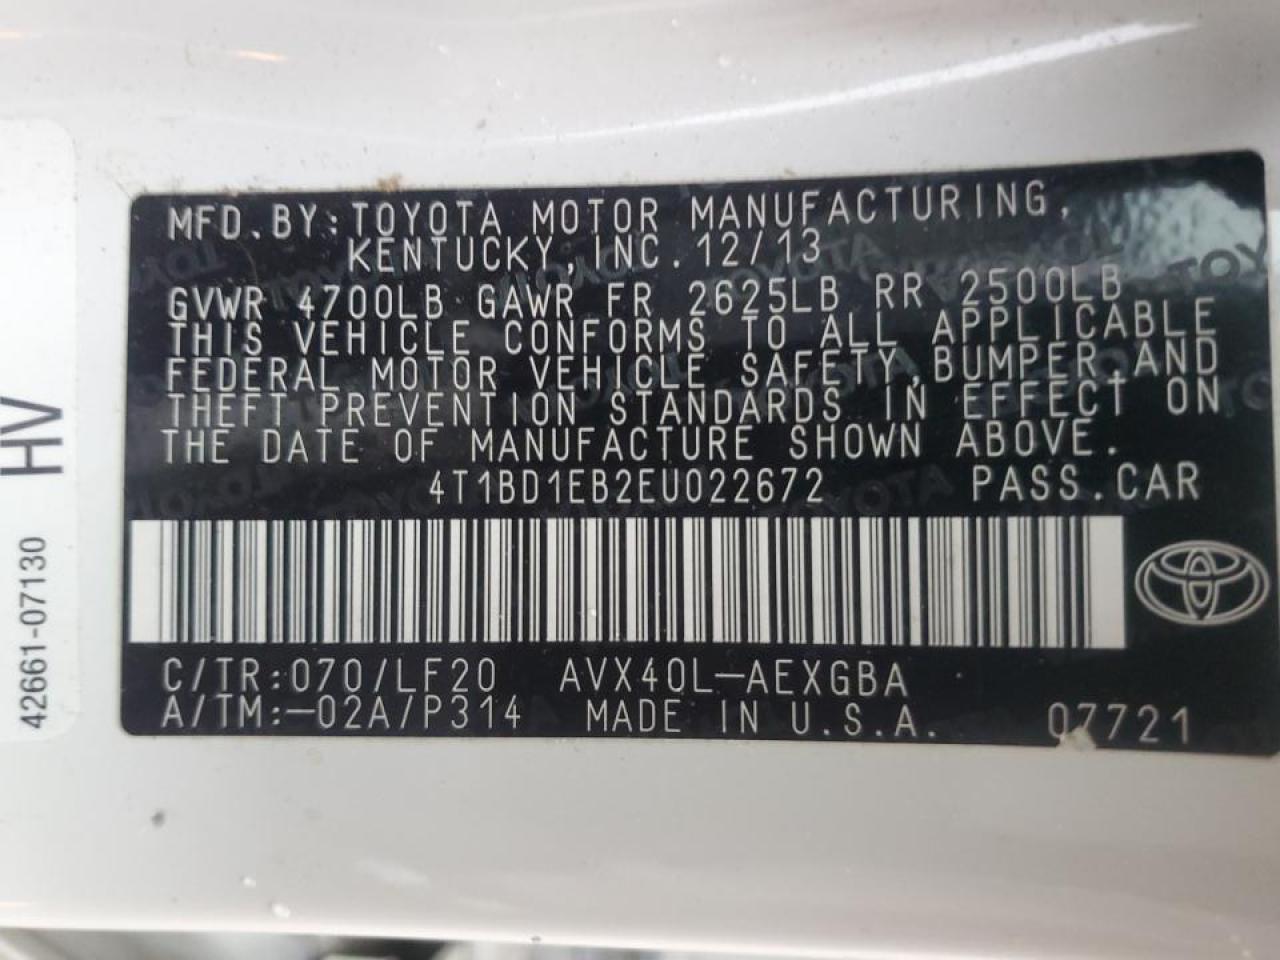 MFD. BY: TOYOTA MOTOR MANUFACTURING,
KENTUCKY, INC. 12/13
GVWR 4700LB GAWR FR 2625LB RR 2500LB
THIS VEHICLE CONFORMS TO ALL APPLICABLE
FEDERAL MOTOR VEHICLE SAFETY, BUMPER, AND
THEFT PREVENTION STANDARDS IN EFFECT ON
THE DATE OF MANUFACTURE SHOWN ABOVE.
4T1BD1EB2EU022672 PASS. CAR
C/TR: 070/LF20 AVX40L-AEXGBA
A/TM: -02A/P314 MADE IN U.S.A. 07721
HV
42661-07130